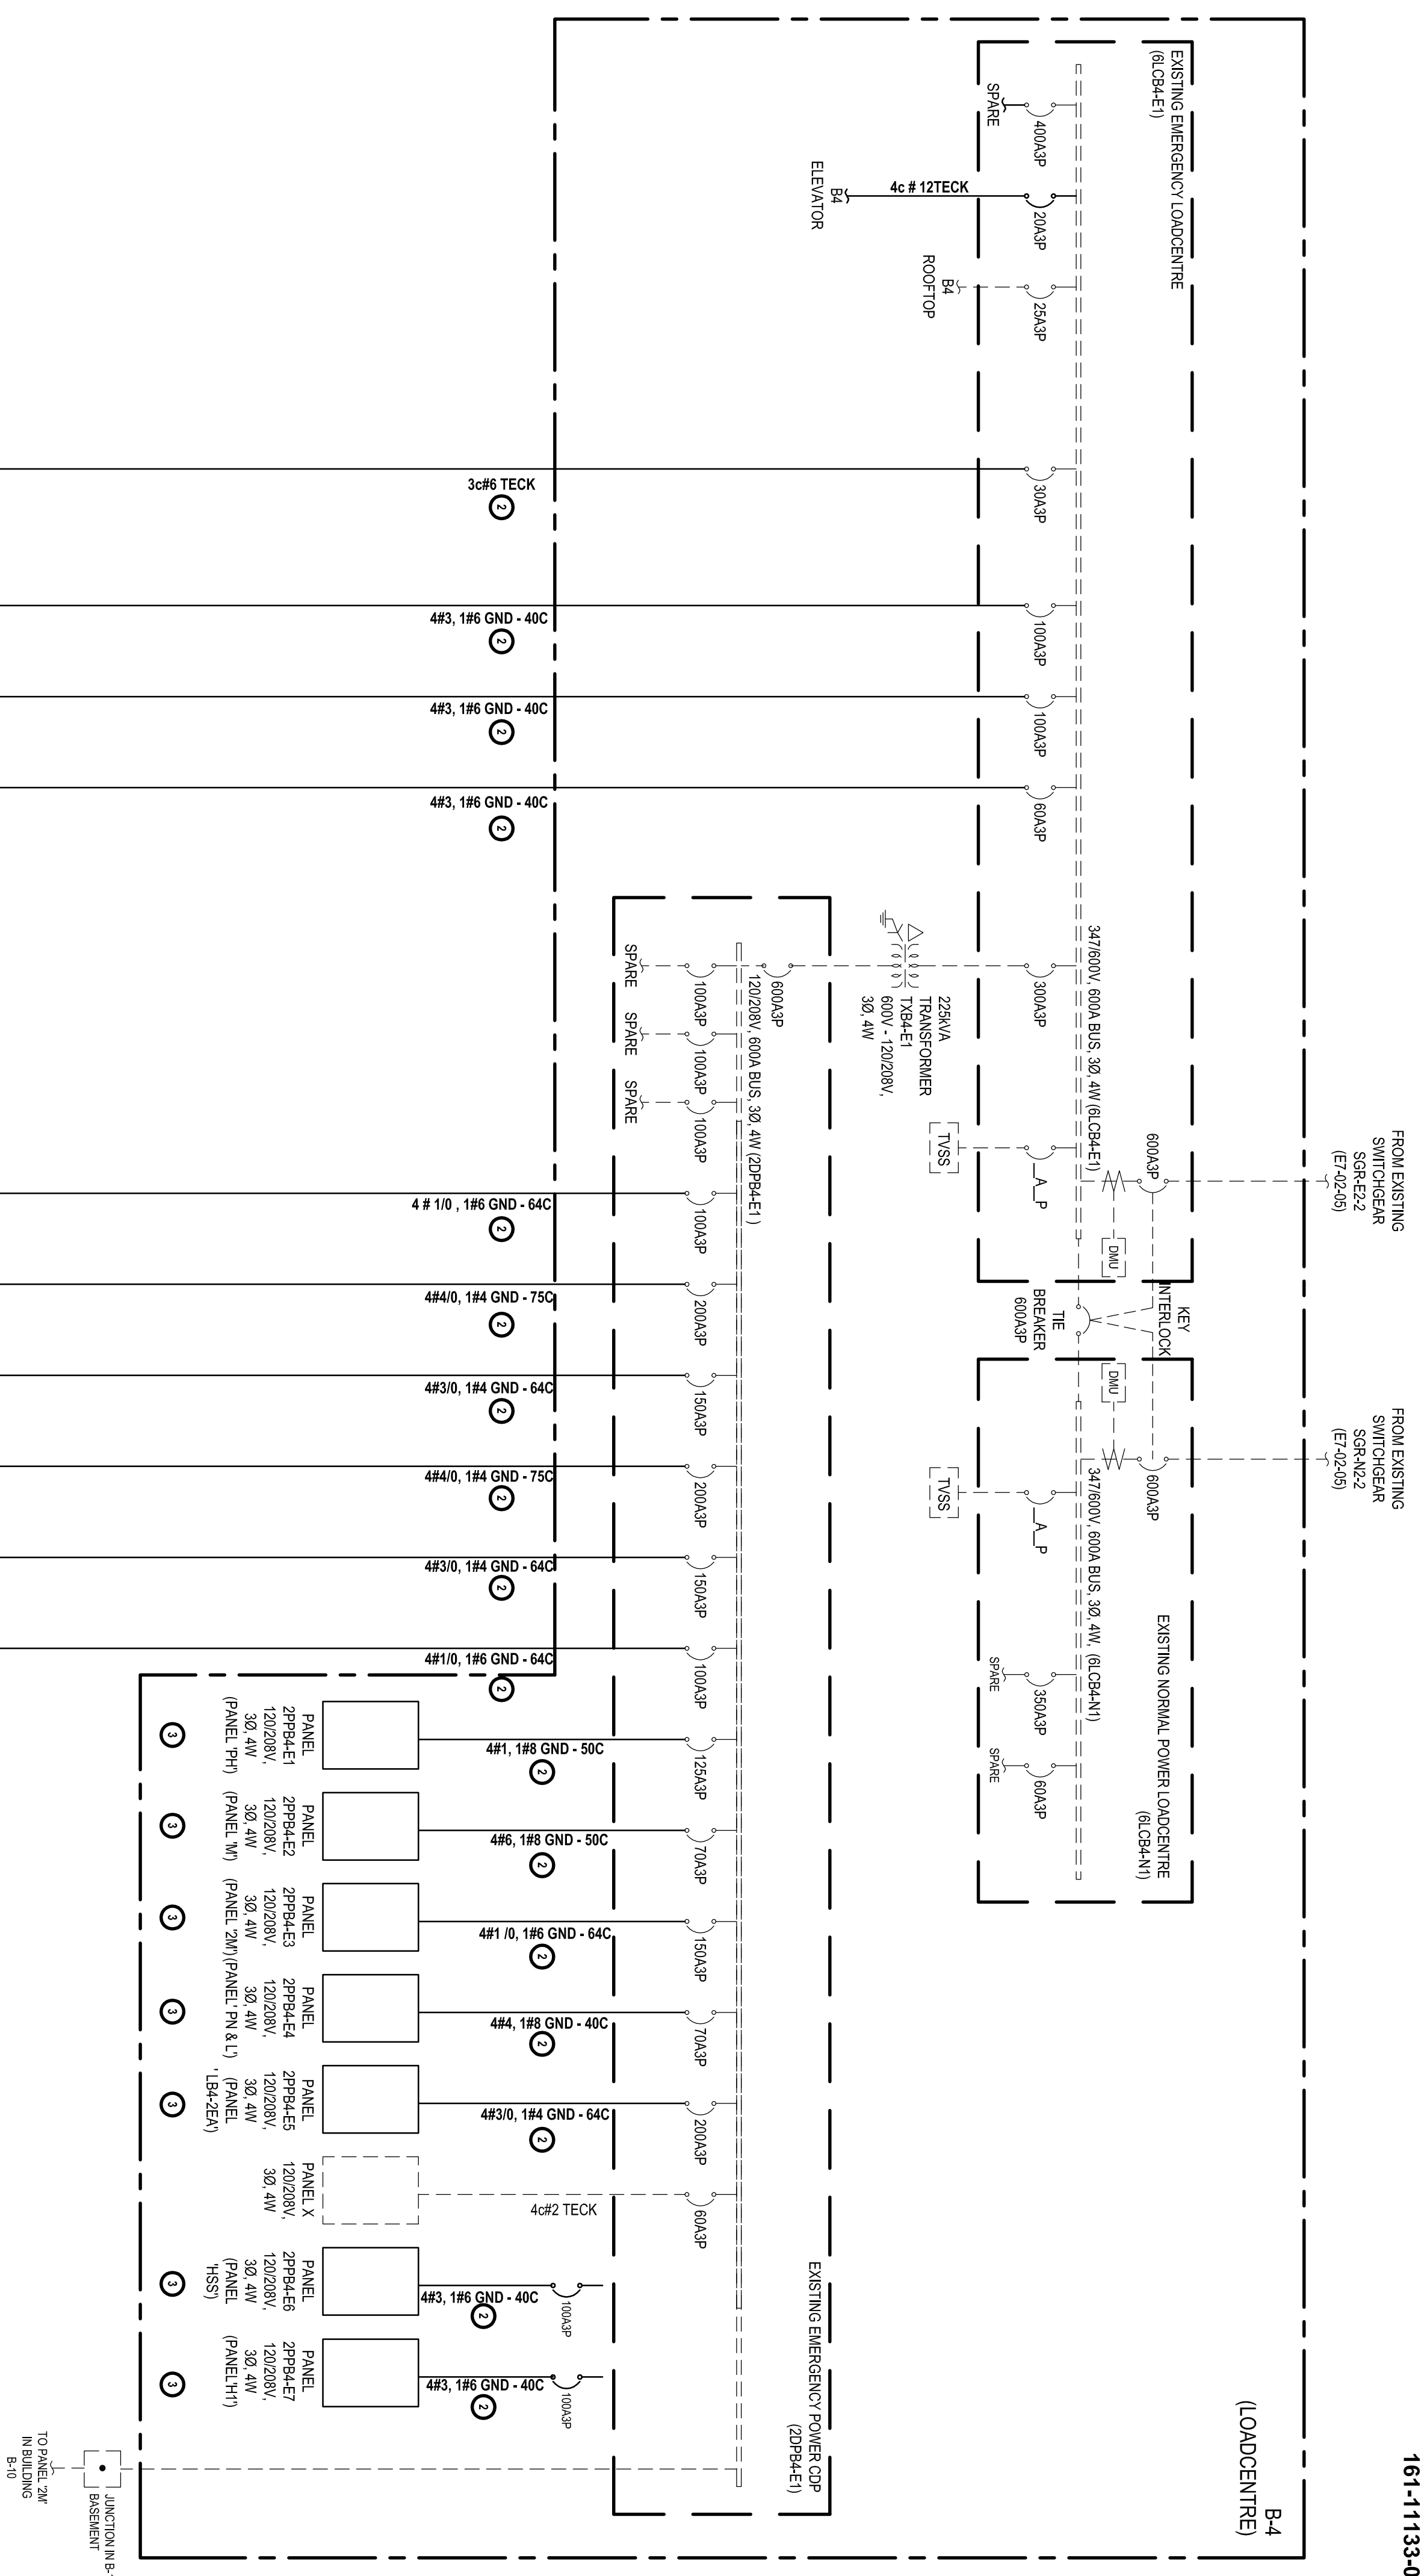 161-11133-0
B-4
(LOADCENTRE)
FROM EXISTING
SWITCHGEAR
SGR-E2-2
(E7-02-05)
FROM EXISTING
SWITCHGEAR
SGR-N2-2
(E7-02-05)
EXISTING EMERGENCY LOADCENTRE
(6LCB4-E1)
600A3P
KEY
INTERLOCK
600A3P
EXISTING NORMAL POWER LOADCENTRE
(6LCB4-N1)
DMU
DMU
347/600V, 600A BUS, 3Ø, 4W (6LCB4-E1)
347/600V, 600A BUS, 3Ø, 4W, (6LCB4-N1)
TIE
BREAKER
600A3P
400A3P
20A3P
25A3P
30A3P
100A3P
100A3P
60A3P
300A3P
__A__P
__A__P
350A3P
60A3P
SPARE
SPARE
SPARE
4c # 12TECK
B4
ELEVATOR
B4
ROOFTOP
TVSS
TVSS
225kVA
TRANSFORMER
TXB4-E1
600V - 120/208V,
3Ø, 4W
EXISTING EMERGENCY POWER CDP
(2DPB4-E1)
600A3P
120/208V, 600A BUS, 3Ø, 4W (2DPB4-E1 )
100A3P
100A3P
100A3P
100A3P
200A3P
150A3P
200A3P
150A3P
100A3P
125A3P
70A3P
150A3P
70A3P
200A3P
60A3P
SPARE
SPARE
SPARE
100A3P
100A3P
3c#6 TECK
2
4#3, 1#6 GND - 40C
2
4#3, 1#6 GND - 40C
2
4#3, 1#6 GND - 40C
2
4 # 1/0 , 1#6 GND - 64C
2
4#4/0, 1#4 GND - 75C
2
4#3/0, 1#4 GND - 64C
2
4#4/0, 1#4 GND - 75C
2
4#3/0, 1#4 GND - 64C
2
4#1/0, 1#6 GND - 64C
2
4#1, 1#8 GND - 50C
2
4#6, 1#8 GND - 50C
2
4#1 /0, 1#6 GND - 64C
2
4#4, 1#8 GND - 40C
2
4#3/0, 1#4 GND - 64C
2
4c#2 TECK
4#3, 1#6 GND - 40C
2
4#3, 1#6 GND - 40C
2
PANEL
2PPB4-E1
120/208V,
3Ø, 4W
(PANEL 'PH')
3
PANEL
2PPB4-E2
120/208V,
3Ø, 4W
(PANEL 'M')
3
PANEL
2PPB4-E3
120/208V,
3Ø, 4W
(PANEL '2M')
3
PANEL
2PPB4-E4
120/208V,
3Ø, 4W
(PANEL' PN & L')
3
PANEL
2PPB4-E5
120/208V,
3Ø, 4W
(PANEL
' LB4-2EA')
3
PANEL X
120/208V,
3Ø, 4W
PANEL
2PPB4-E6
120/208V,
3Ø, 4W
(PANEL
'HSS')
3
PANEL
2PPB4-E7
120/208V,
3Ø, 4W
(PANEL'H1')
3
JUNCTION IN B-
BASEMENT
TO PANEL '2M'
IN BUILDING
B-10